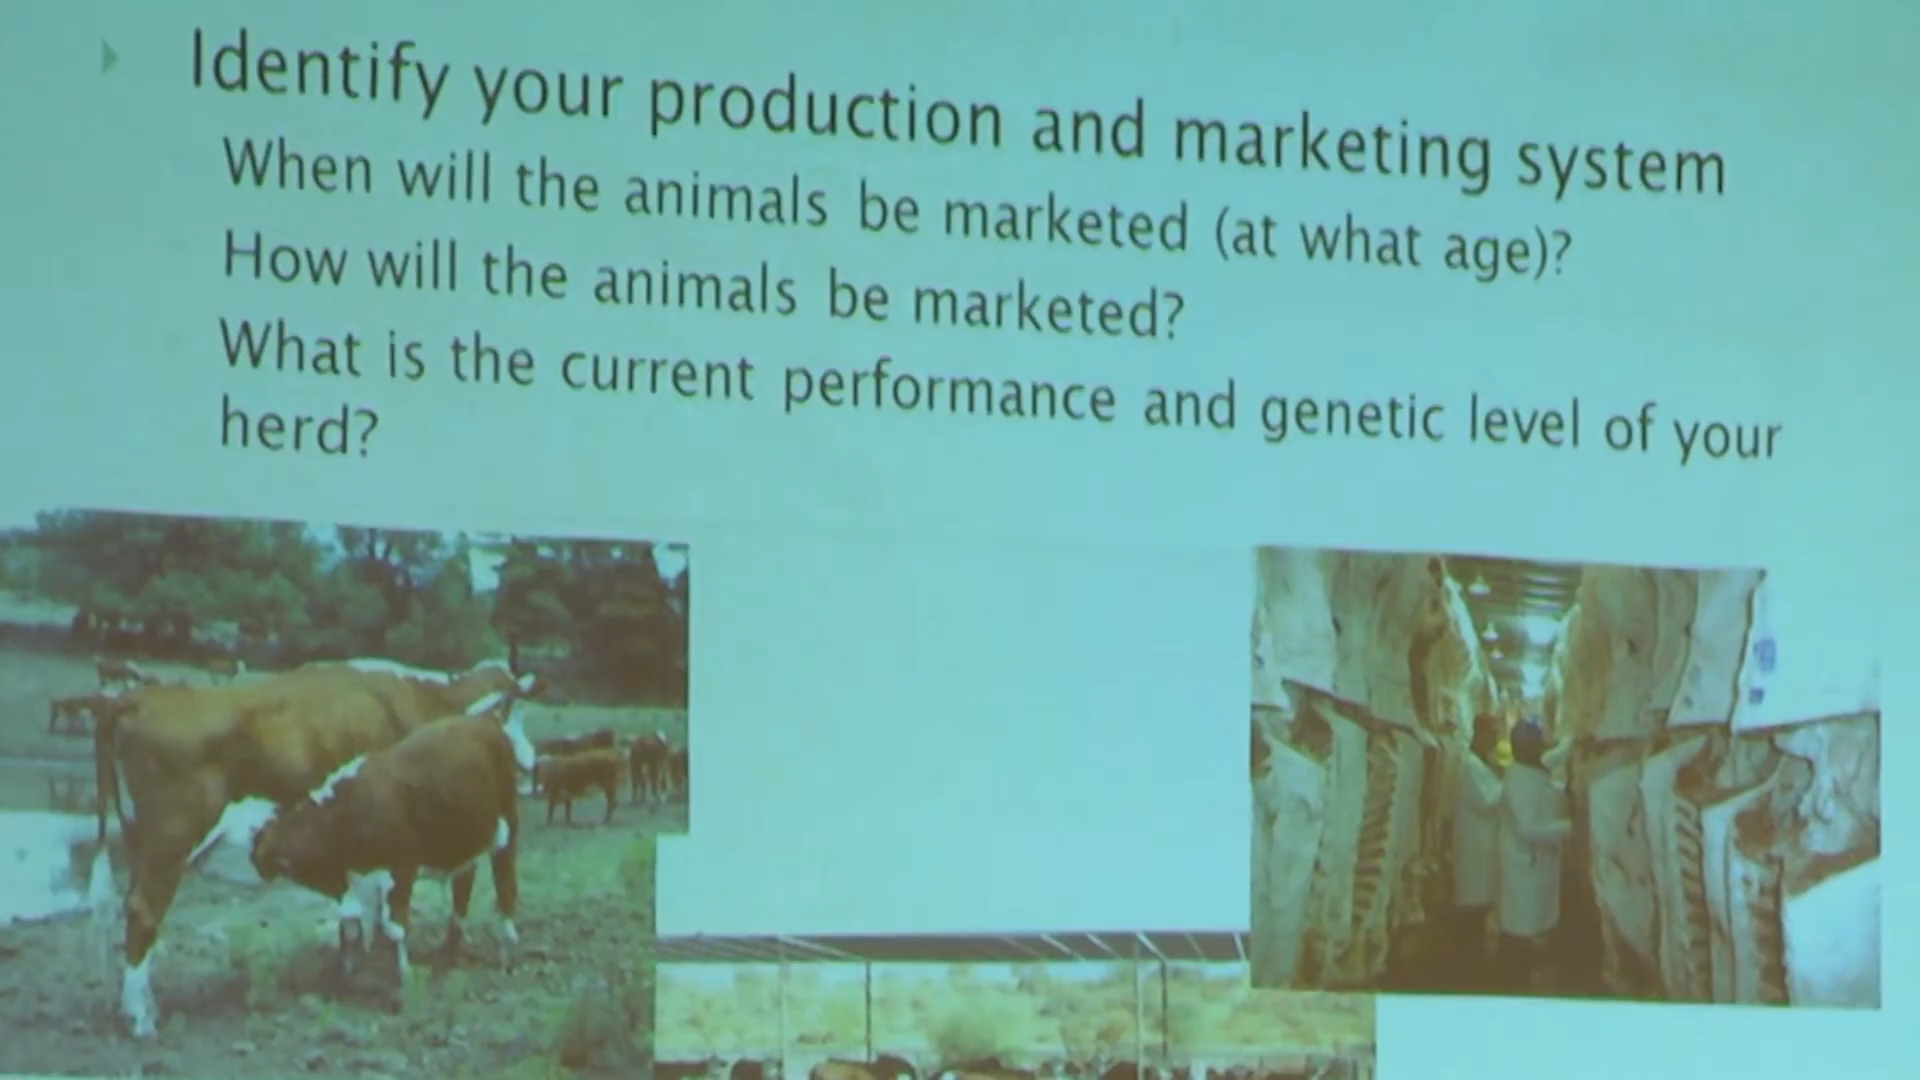 Identify your production and marketing system
When will the animals be marketed (at what age)?
How will the animals be marketed?
What is the current performance and genetic level of your
herd?